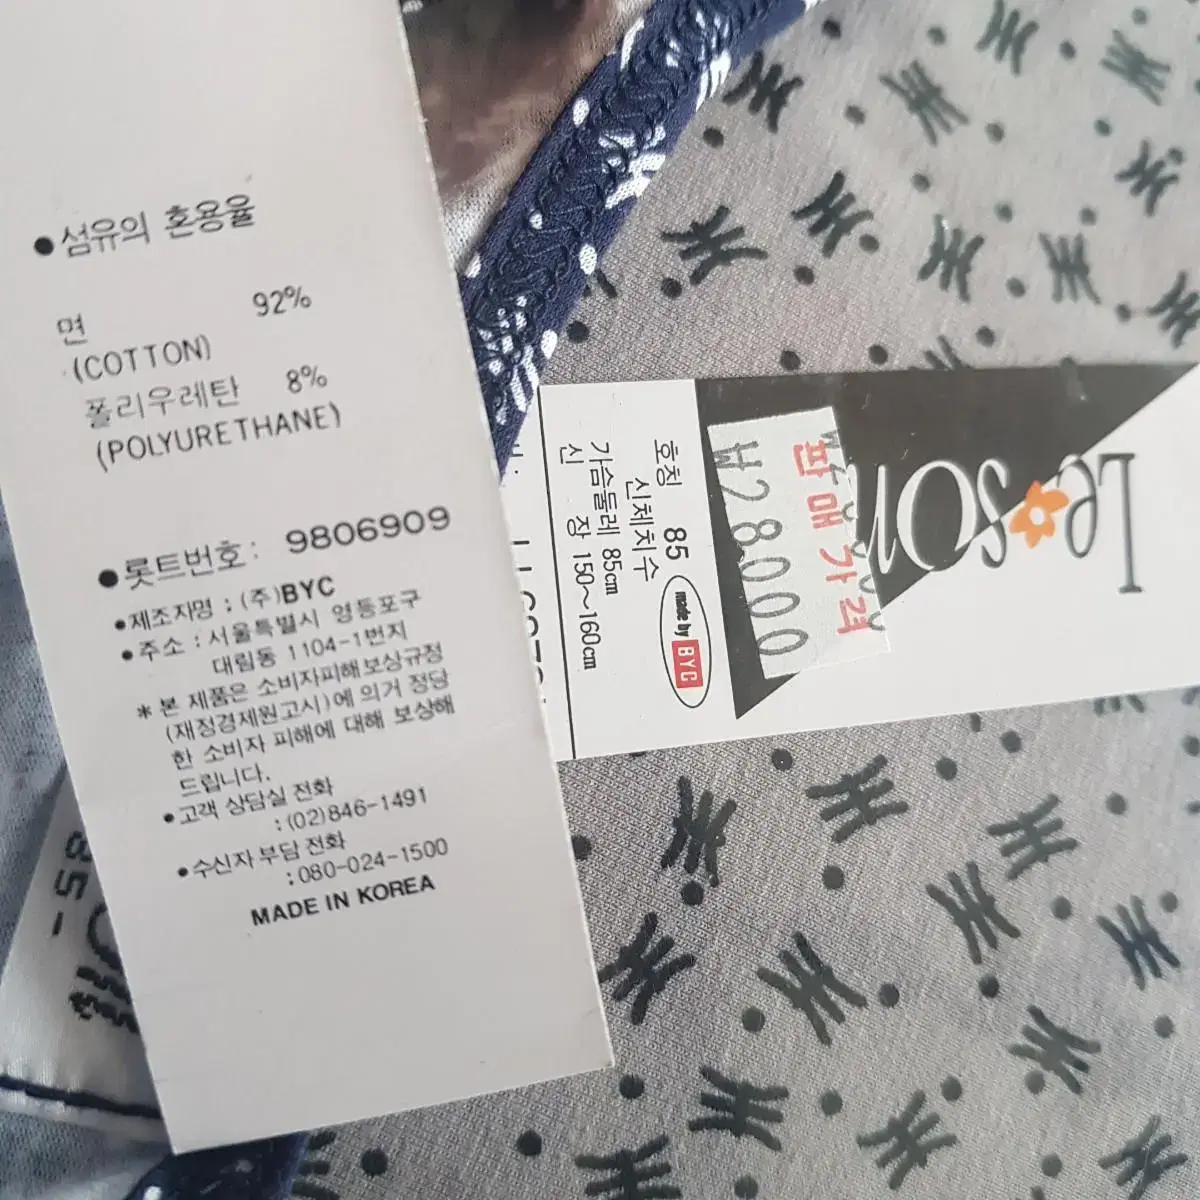 ●섬유의 혼용율
면 92%
(COTTON)
폴리우레탄 8%
(POLYURETHANE)
●롯트번호: 9806909
●제조자명 : (주)BYC
●주소 : 서울특별시 영등포구
대림동 1104-1번지
* 본 제품은 소비자피해보상규정
(재정경제원고시)에 의거 정당
한 소비자 피해에 대해 보상해
드립니다.
●고객 상담실 전화
:(02)846-1491
●수신자 부담 전화
:080-024-1500
MADE IN KOREA
Le son
판매가격
₩28000
호칭 85
신체치수
가슴둘레 85cm
신 장 150~160cm
made by BYC
85-